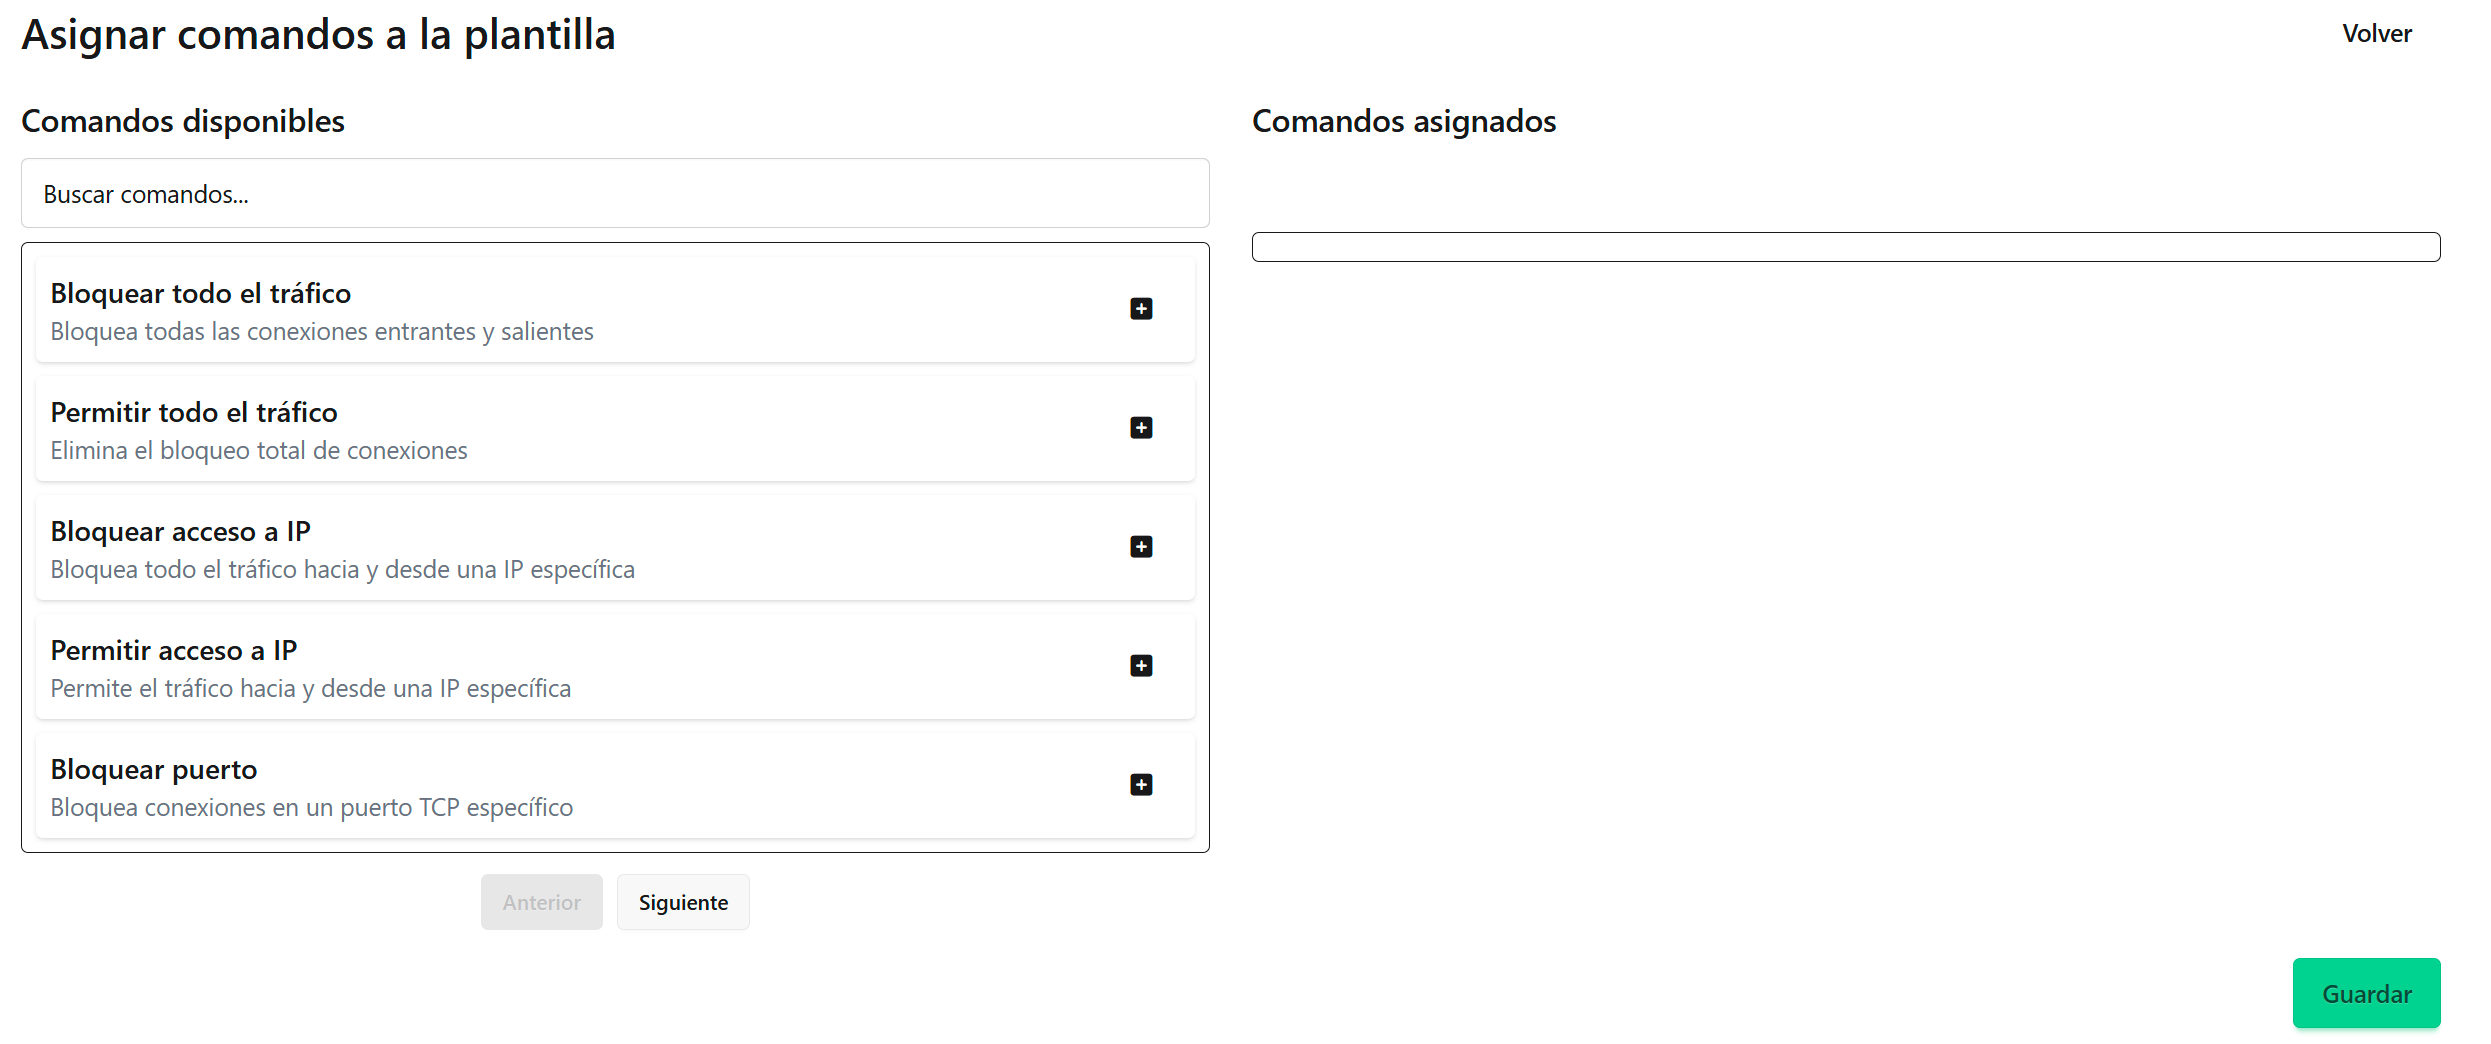 Asignar comandos a la plantilla
Volver
Comandos disponibles
Buscar comandos...
Bloquear todo el tráfico
Bloquea todas las conexiones entrantes y salientes
Permitir todo el tráfico
Elimina el bloqueo total de conexiones
Bloquear acceso a IP
Bloquea todo el tráfico hacia y desde una IP específica
Permitir acceso a IP
Permite el tráfico hacia y desde una IP específica
Bloquear puerto
Bloquea conexiones en un puerto TCP específico
Anterior
Siguiente
Comandos asignados
Guardar